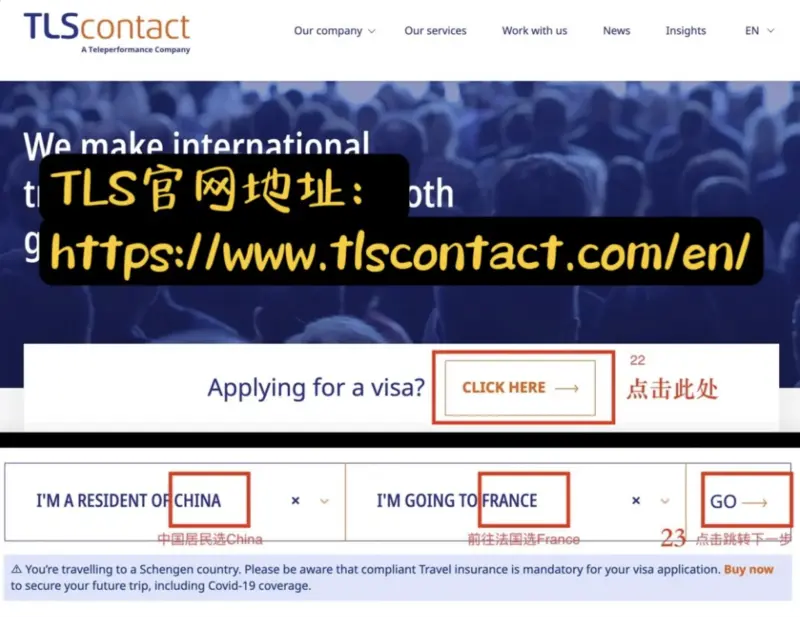 TLScontact
A Teleperformance Company
Our company
Our services
Work with us
News
Insights
EN
We make international
TLS官网地址：
oth
https://www.tlscontact.com/en/
Applying for a visa?
CLICK HERE
22
点击此处
I'M A RESIDENT OF CHINA
×
I'M GOING TO FRANCE
×
GO
中国居民选China
前往法国选France
23
点击跳转下一步
⚠ You're travelling to a Schengen country. Please be aware that compliant Travel insurance is mandatory for your visa application. Buy now
to secure your future trip, including Covid-19 coverage.